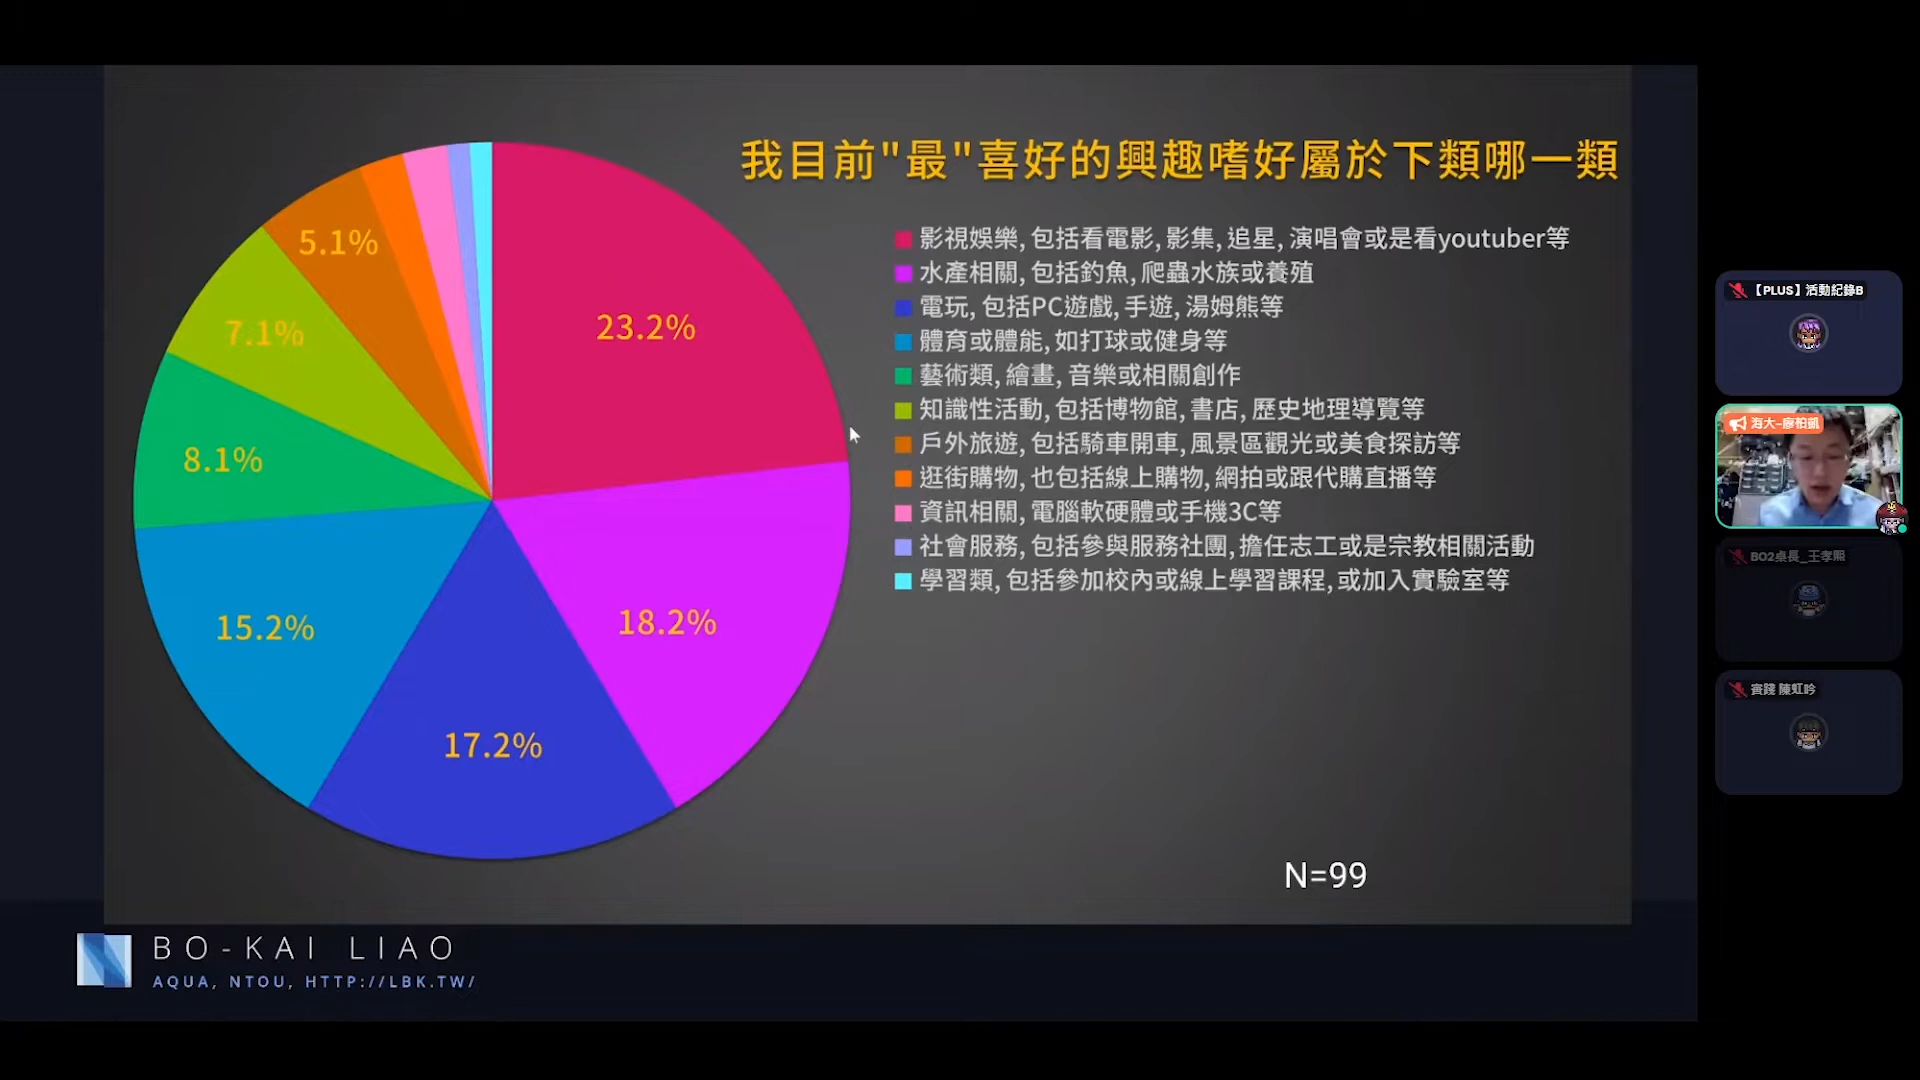 我目前"最"喜好的興趣嗜好屬於下類哪一類
23.2%
18.2%
17.2%
15.2%
8.1%
7.1%
5.1%
影視娛樂, 包括看電影, 影集, 追星, 演唱會或是看youtuber等
水產相關, 包括釣魚, 爬蟲水族或養殖
電玩, 包括PC遊戲, 手遊, 湯姆熊等
體育或體能, 如打球或健身等
藝術類, 繪畫, 音樂或相關創作
知識性活動, 包括博物館, 書店, 歷史地理導覽等
戶外旅遊, 包括騎車開車, 風景區觀光或美食探訪等
逛街購物, 也包括線上購物, 網拍或跟代購直播等
資訊相關, 電腦軟硬體或手機3C等
社會服務, 包括參與服務社團, 擔任志工或是宗教相關活動
學習類, 包括參加校內或線上學習課程, 或加入實驗室等
N=99
BO-KAI LIAO
AQUA, NTOU, HTTP://LBK.TW/
【PLUS】活動紀錄B
海大-廖柏凱
BO2桌長_王孝熙
實踐 陳虹吟